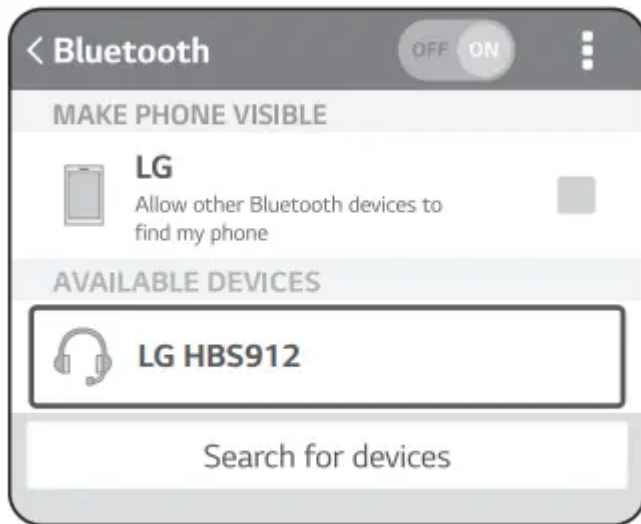 Bluetooth
OFF ON
MAKE PHONE VISIBLE
LG
Allow other Bluetooth devices to
find my phone
AVAILABLE DEVICES
LG HBS912
Search for devices